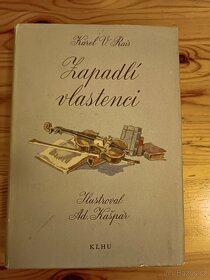 Karel V. Rais
Zapadlí
vlastenci
Ilustroval
Ad. Kašpar
KLHU